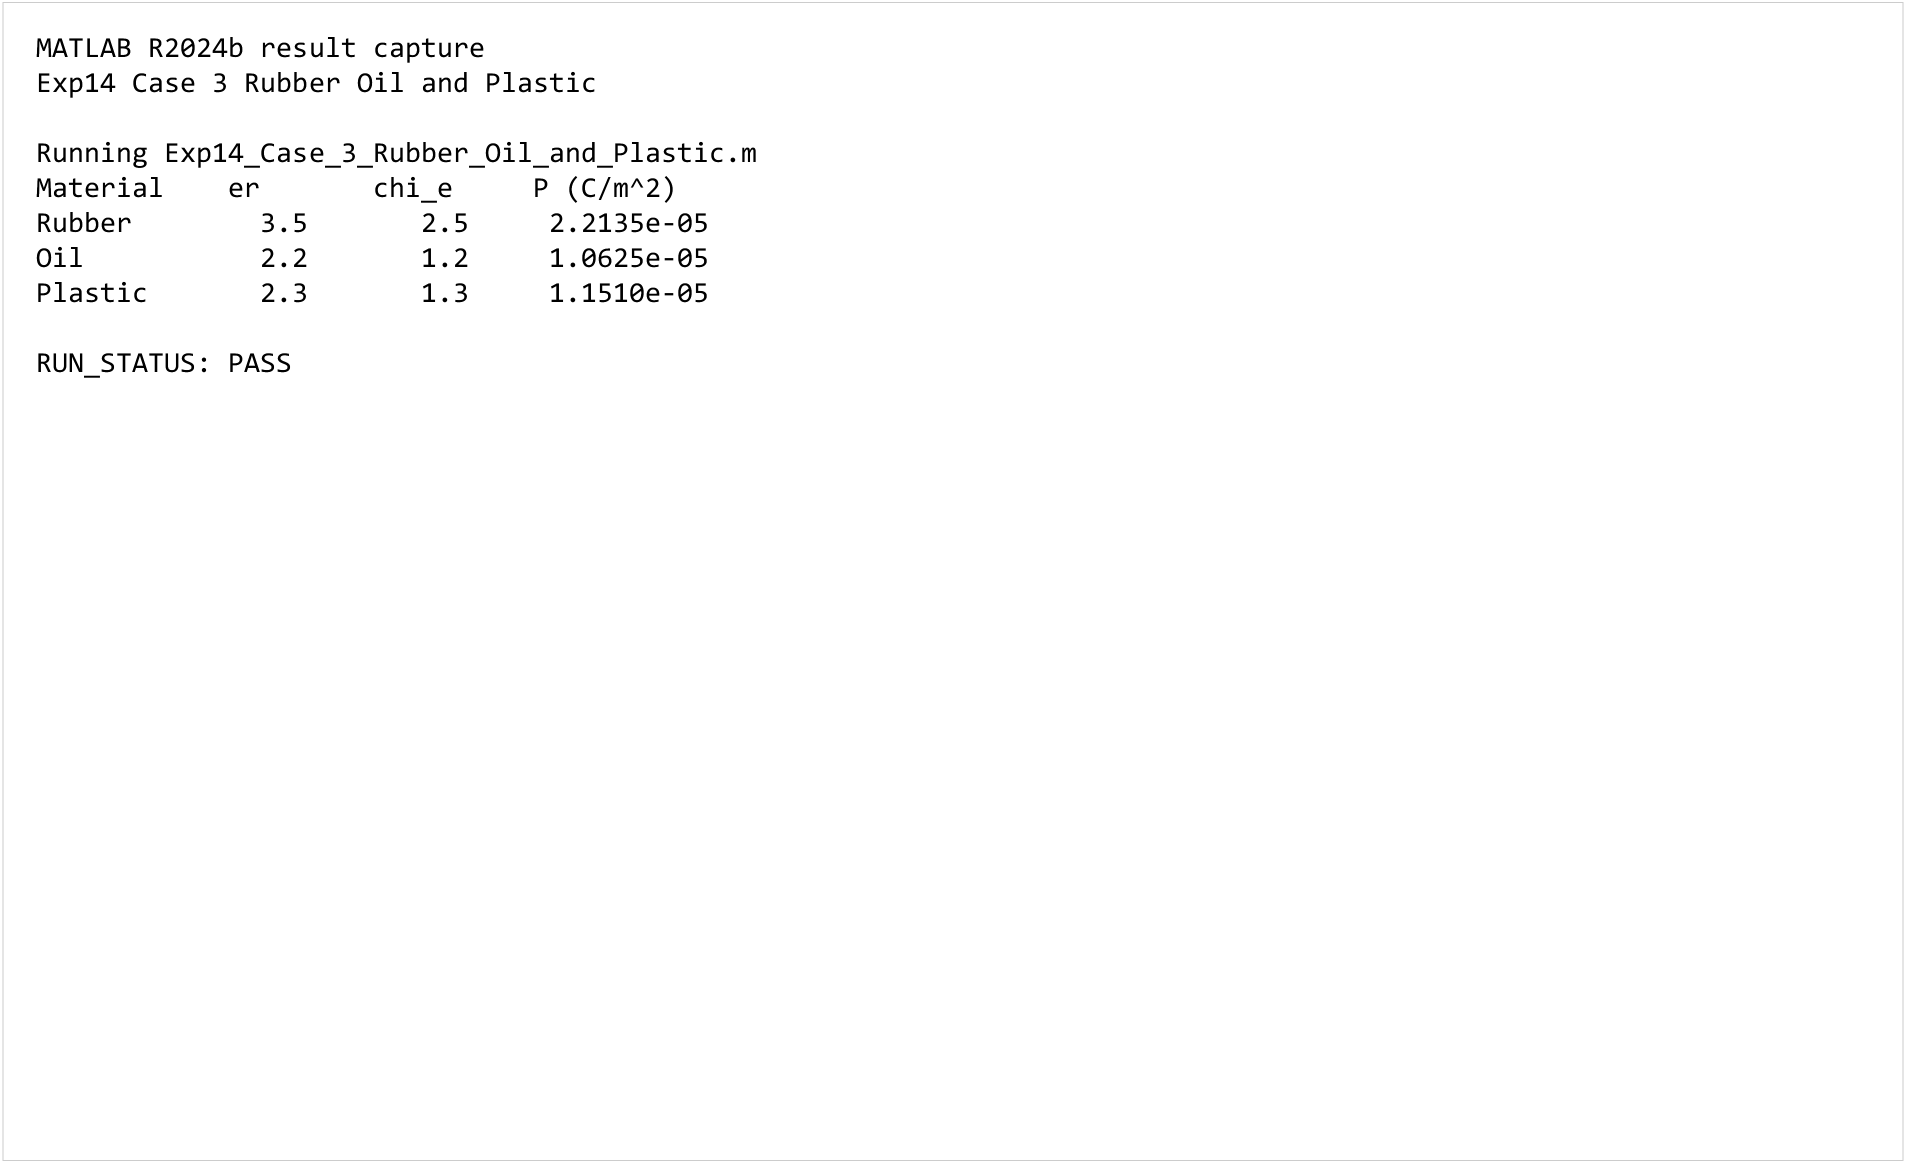 MATLAB R2024b result capture
Exp14 Case 3 Rubber Oil and Plastic
Running Exp14_Case_3_Rubber_Oil_and_Plastic.m
Material    er       chi_e     P (C/m^2)
Rubber        3.5       2.5     2.2135e-05
Oil           2.2       1.2     1.0625e-05
Plastic       2.3       1.3     1.1510e-05
RUN_STATUS: PASS